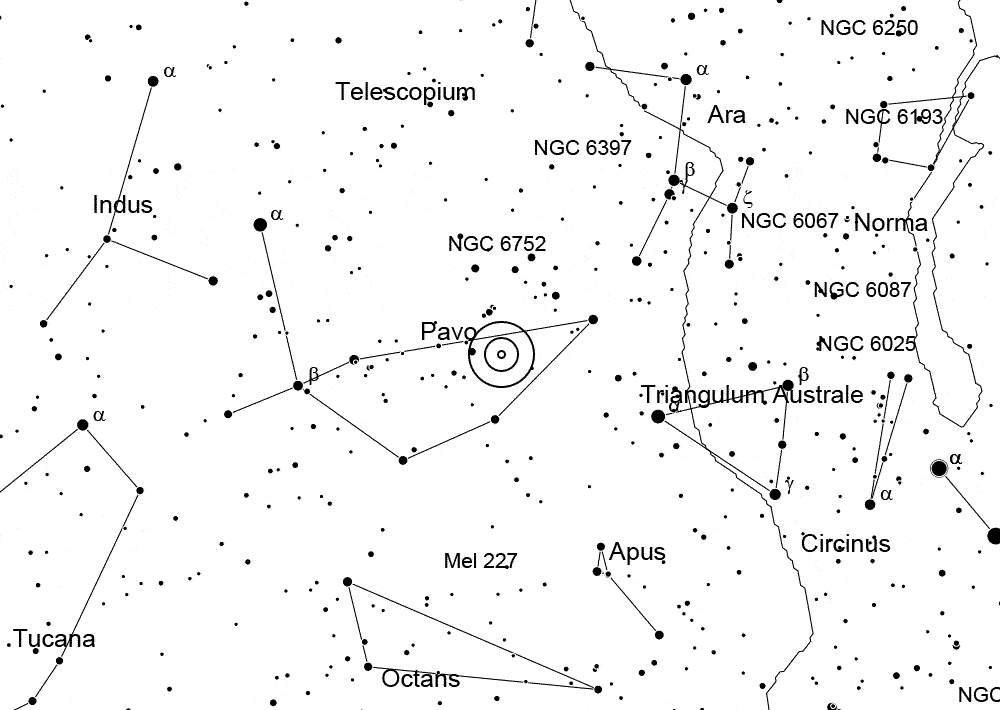 NGC 6250
α
α
Telescopium
Ara
NGC 6193
NGC 6397
β
Indus
ζ
α
NGC 6067
Norma
NGC 6752
NGC 6087
Pavo
NGC 6025
β
β
Triangulum Australe
α
α
α
γ
α
Circinus
Apus
Mel 227
Tucana
Octans
NGC